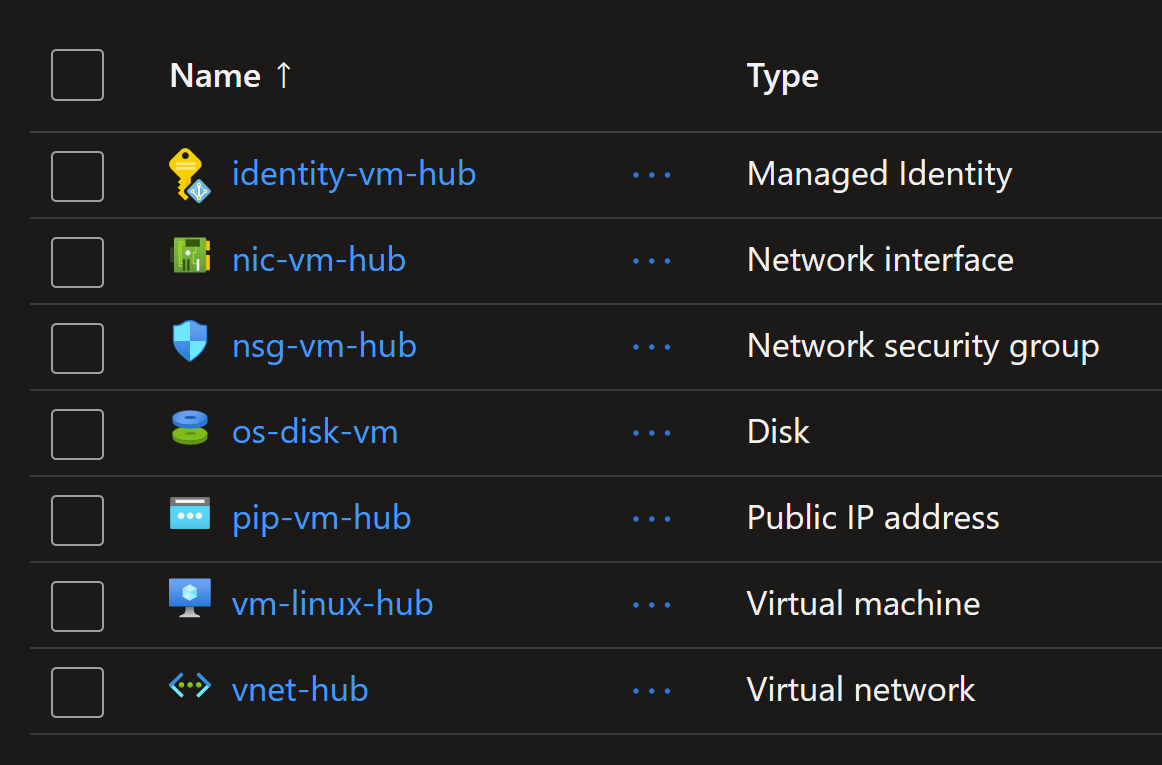 Name ↑ Type
identity-vm-hub ... Managed Identity
nic-vm-hub ... Network interface
nsg-vm-hub ... Network security group
os-disk-vm ... Disk
pip-vm-hub ... Public IP address
vm-linux-hub ... Virtual machine
vnet-hub ... Virtual network